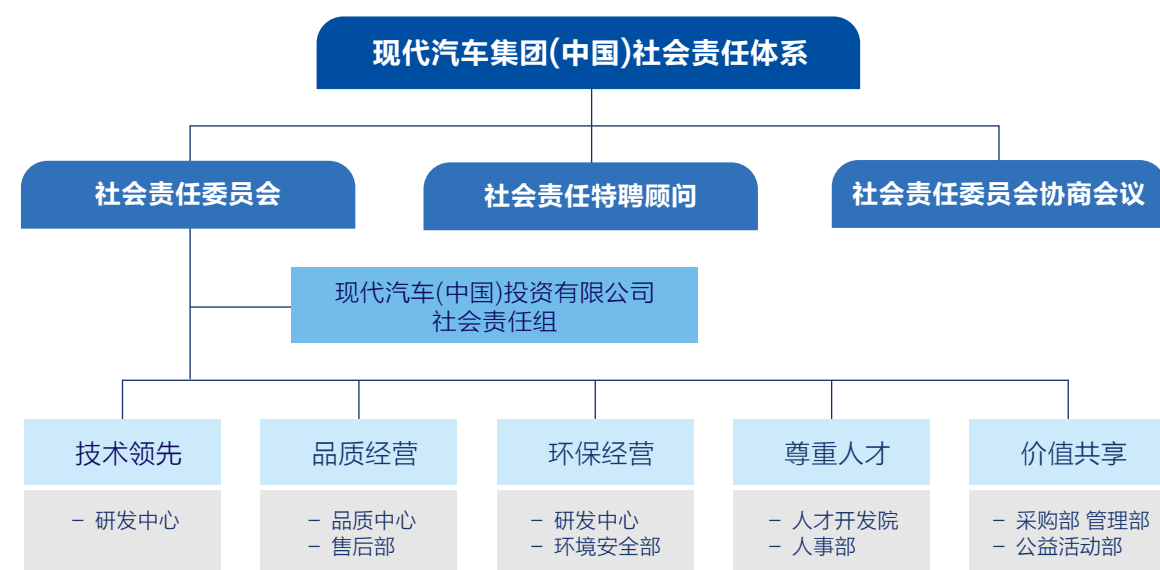 现代汽车集团(中国)社会责任体系
社会责任委员会
社会责任特聘顾问
社会责任委员会协商会议
现代汽车(中国)投资有限公司
社会责任组
技术领先
品质经营
环保经营
尊重人才
价值共享
– 研发中心
– 品质中心
– 售后部
– 研发中心
– 环境安全部
– 人才开发院
– 人事部
– 采购部 管理部
– 公益活动部